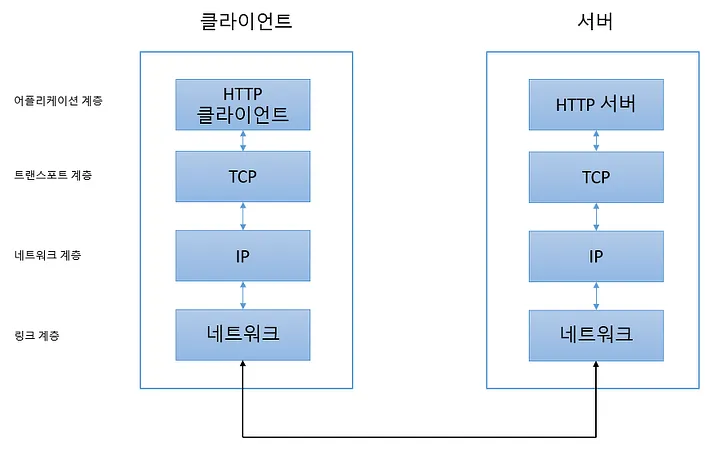 클라이언트
서버
어플리케이션 계층
HTTP
클라이언트
HTTP 서버
트랜스포트 계층
TCP
TCP
네트워크 계층
IP
IP
링크 계층
네트워크
네트워크